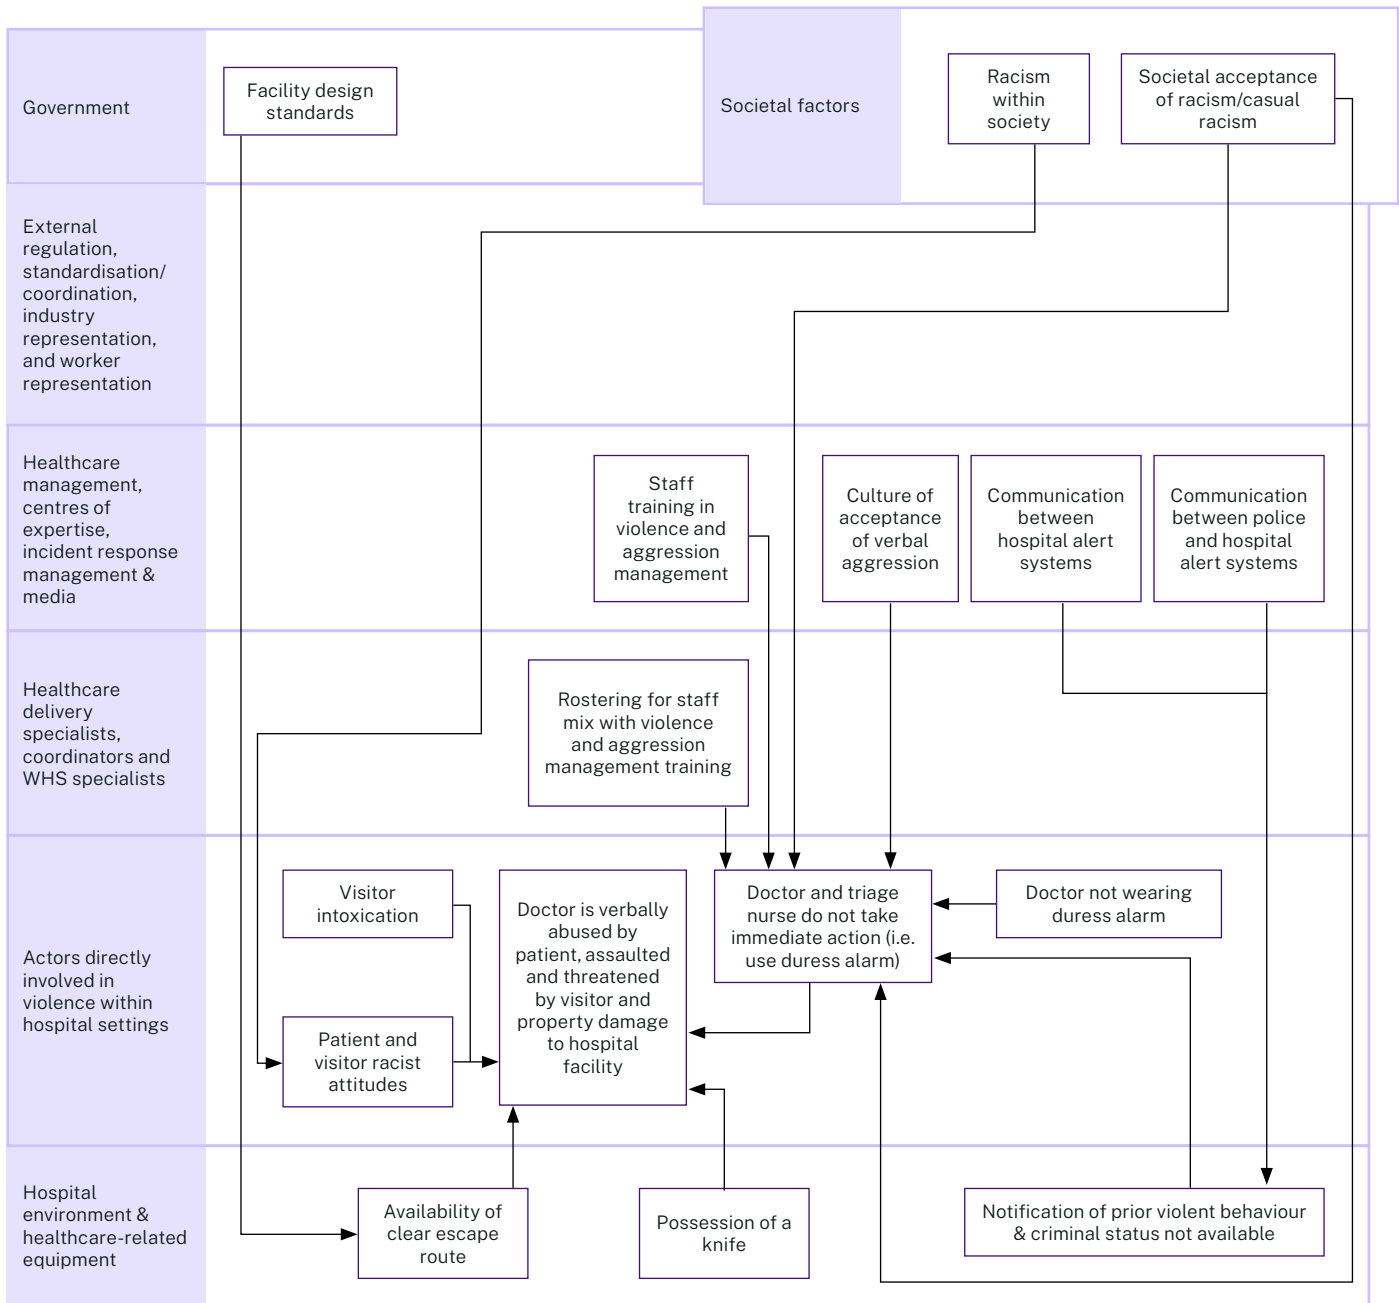 Government
Facility design
standards
Societal factors
Racism
within
society
Societal acceptance
of racism/casual
racism
External
regulation,
standardisation/
coordination,
industry
representation,
and worker
representation
Healthcare
management,
centres of
expertise,
incident response
management &
media
Staff
training in
violence and
aggression
management
Culture of
acceptance
of verbal
aggression
Communication
between
hospital alert
systems
Communication
between police
and hospital
alert systems
Healthcare
delivery
specialists,
coordinators and
WHS specialists
Rostering for staff
mix with violence
and aggression
management training
Actors directly
involved in
violence within
hospital settings
Visitor
intoxication
Patient and
visitor racist
attitudes
Doctor is verbally
abused by
patient, assaulted
and threatened
by visitor and
property damage
to hospital
facility
Doctor and triage
nurse do not take
immediate action (i.e.
use duress alarm)
Doctor not wearing
duress alarm
Hospital
environment &
healthcare-related
equipment
Availability of
clear escape
route
Possession of a
knife
Notification of prior violent behaviour
& criminal status not available